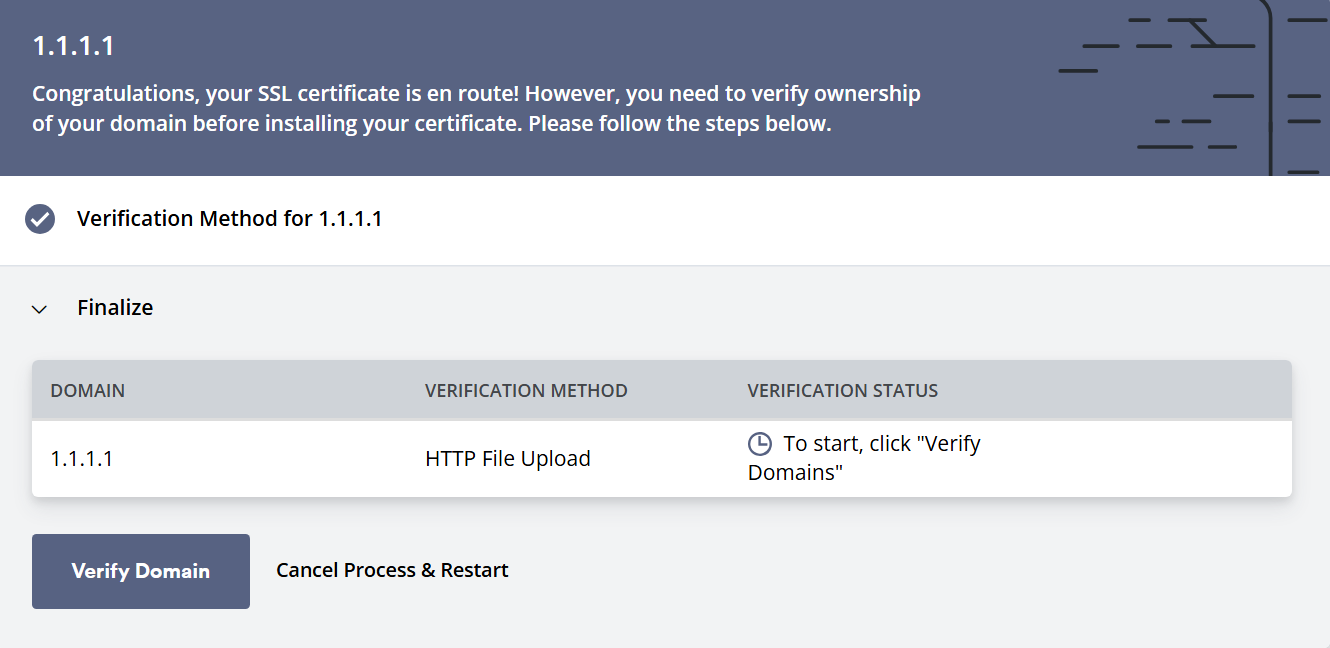 1.1.1.1
Congratulations, your SSL certificate is en route! However, you need to verify ownership
of your domain before installing your certificate. Please follow the steps below.
Verification Method for 1.1.1.1
Finalize
DOMAIN VERIFICATION METHOD VERIFICATION STATUS
1.1.1.1 HTTP File Upload To start, click "Verify
Domains"
Verify Domain Cancel Process & Restart